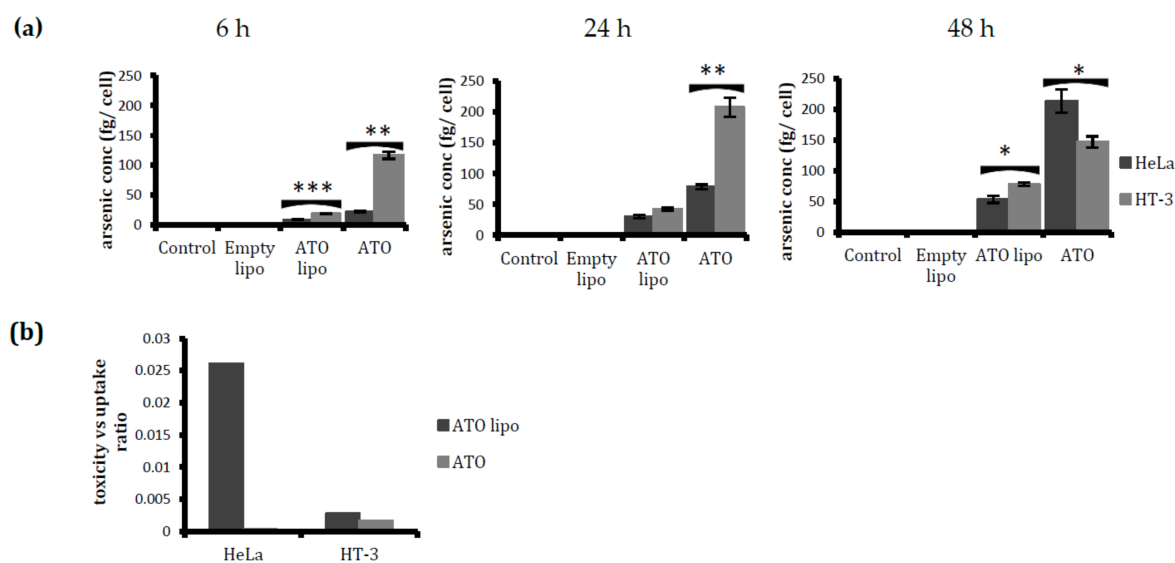 (a)
6 h
24 h
48 h
arsenic conc (fg/ cell)
250
200
150
100
50
0
***
**
Control
Empty
lipo
ATO
lipo
ATO
arsenic conc (fg/ cell)
250
200
150
100
50
0
**
Control
Empty
lipo
ATO
lipo
ATO
arsenic conc (fg/ cell)
250
200
150
100
50
0
*
*
Control
Empty
lipo
ATO lipo
ATO
HeLa
HT-3
(b)
toxicity vs uptake
ratio
0.03
0.025
0.02
0.015
0.01
0.005
0
HeLa
HT-3
ATO lipo
ATO